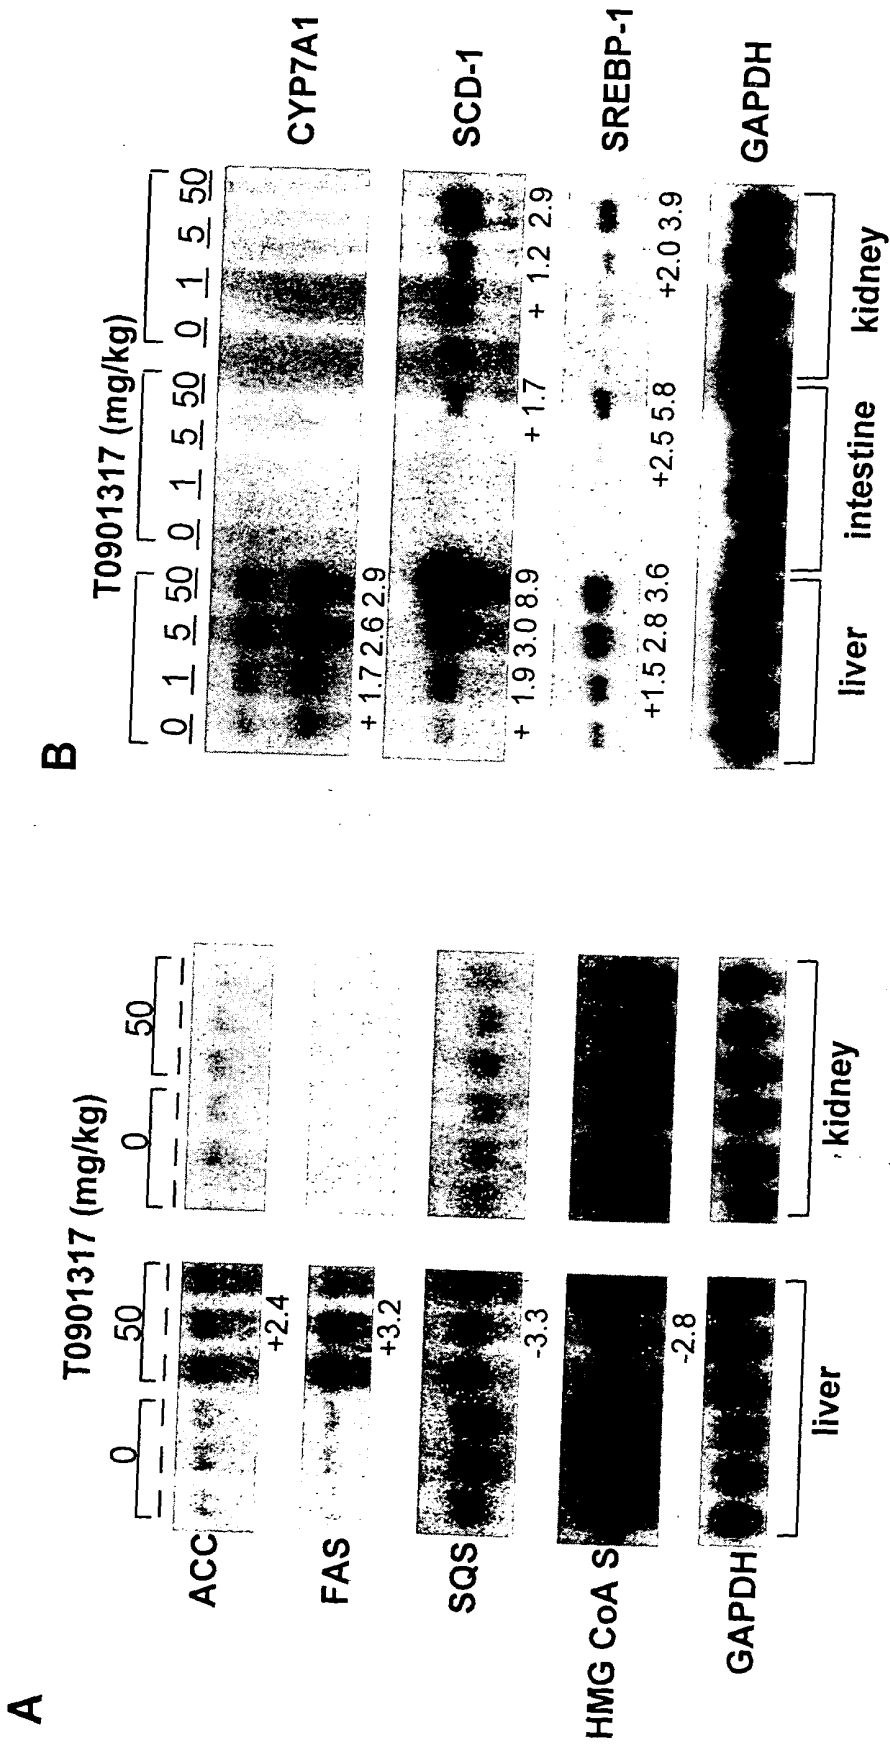 A
T0901317 (mg/kg)
0 50 0 50
ACC
+2.4
FAS
+3.2
SQS
-3.3
HMG CoA S
-2.8
GAPDH
liver kidney
B
T0901317 (mg/kg)
0 1 5 50 0 1 5 50 0 1 5 50
CYP7A1
+ 1.7 2.6 2.9
SCD-1
+ 1.9 3.0 8.9 + 1.7 + 1.2 2.9
SREBP-1
+1.5 2.8 3.6 +2.5 5.8 +2.0 3.9
GAPDH
liver intestine kidney